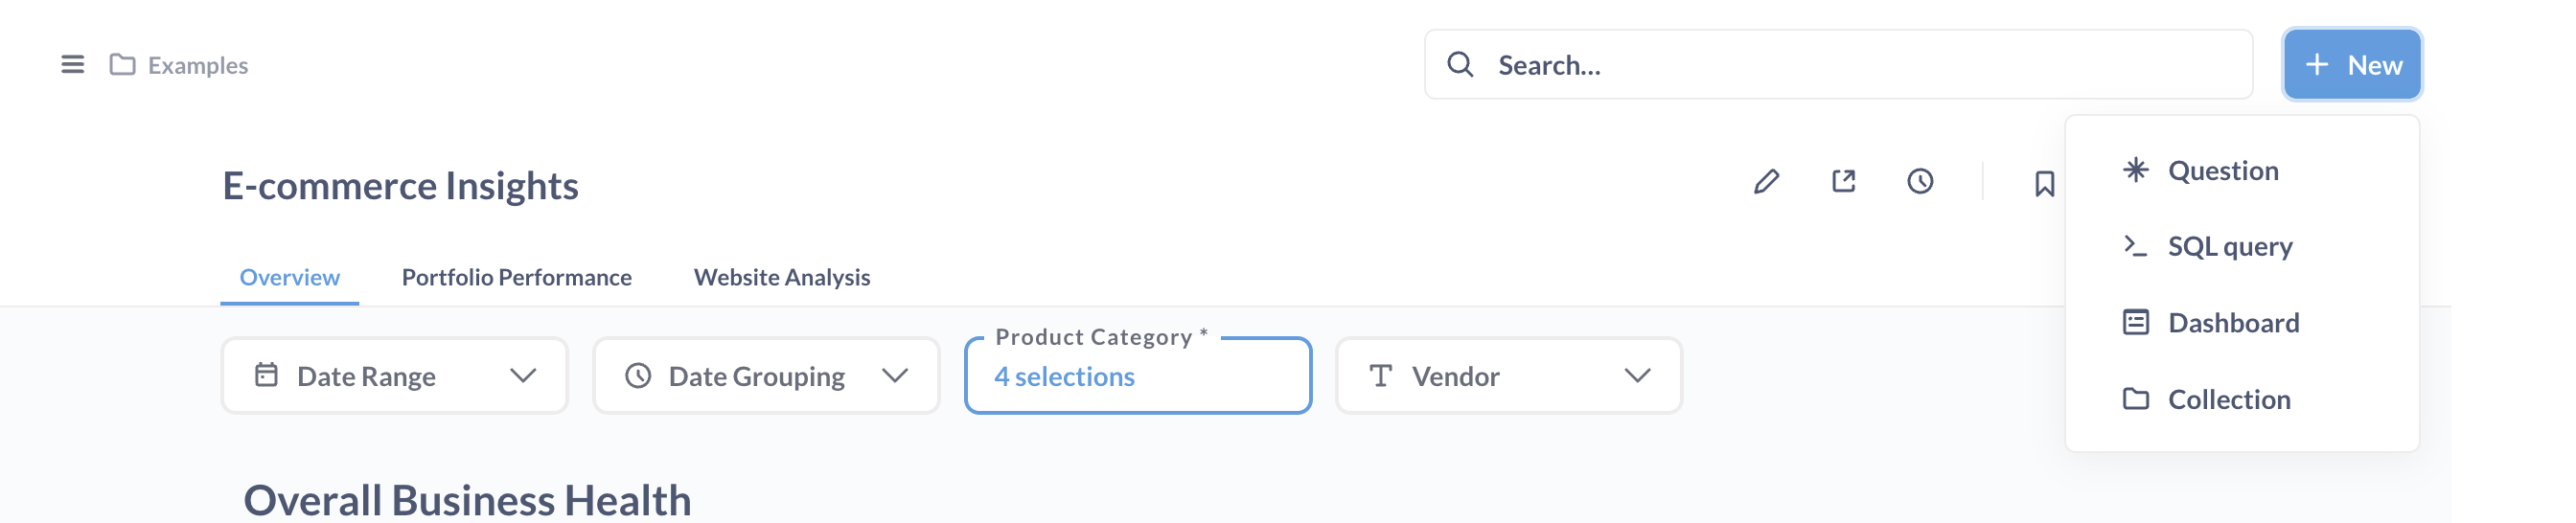 Examples
Search...
New
E-commerce Insights
Overview Portfolio Performance Website Analysis
Date Range Date Grouping
Product Category *
4 selections
Vendor
Overall Business Health
Question
SQL query
Dashboard
Collection